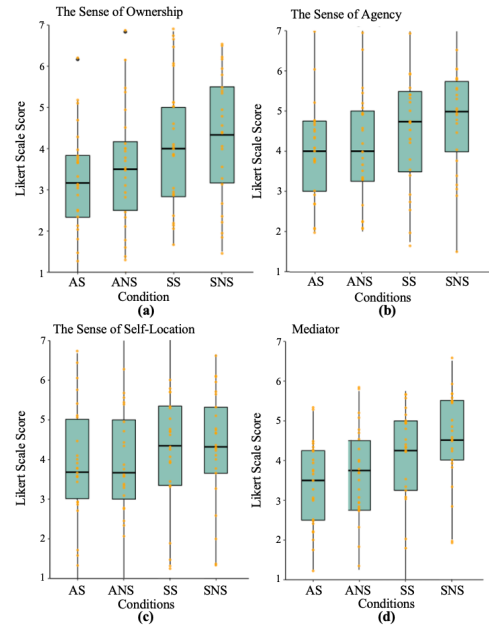 The Sense of Ownership
7
6
5
4
3
2
1
Likert Scale Score
AS ANS SS SNS
Condition
(a)
The Sense of Agency
7
6
5
4
3
2
1
Likert Scale Score
AS ANS SS SNS
Conditions
(b)
The Sense of Self-Location
7
6
5
4
3
2
1
Likert Scale Score
AS ANS SS SNS
Conditions
(c)
Mediator
7
6
5
4
3
2
1
Likert Scale Score
AS ANS SS SNS
Conditions
(d)